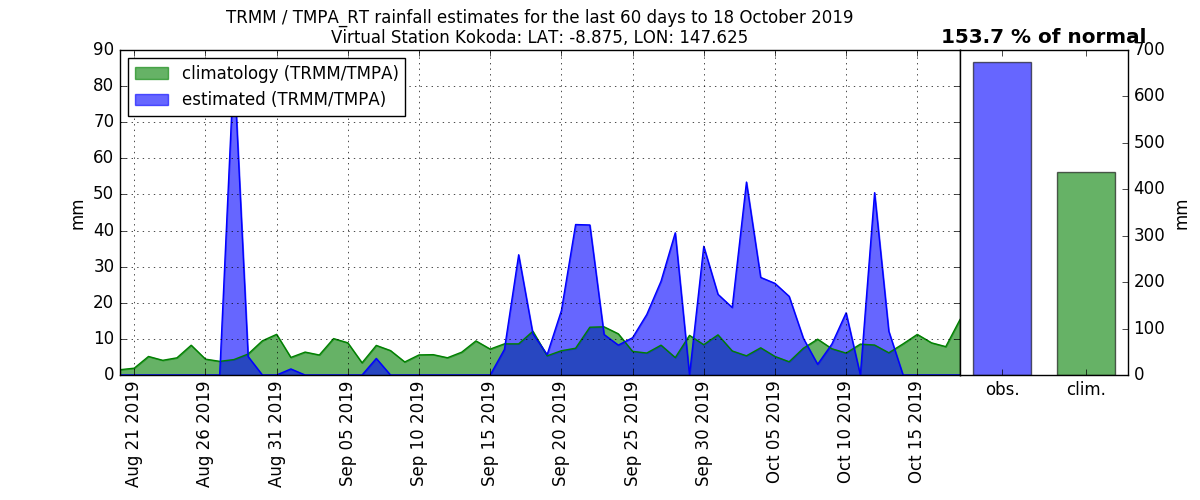 TRMM / TMPA_RT rainfall estimates for the last 60 days to 18 October 2019
Virtual Station Kokoda: LAT: -8.875, LON: 147.625
153.7 % of normal
climatology (TRMM/TMPA)
estimated (TRMM/TMPA)
mm
90
80
70
60
50
40
30
20
10
0
Aug 21 2019
Aug 26 2019
Aug 31 2019
Sep 05 2019
Sep 10 2019
Sep 15 2019
Sep 20 2019
Sep 25 2019
Sep 30 2019
Oct 05 2019
Oct 10 2019
Oct 15 2019
obs.
clim.
700
600
500
400
300
200
100
0
mm